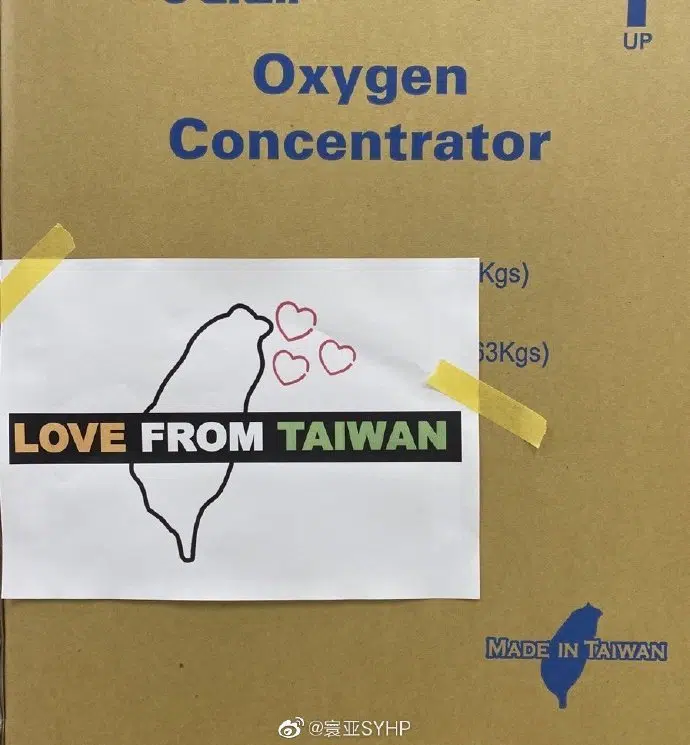 UP
Oxygen
Concentrator
Kgs)
63Kgs)
LOVE FROM TAIWAN
MADE IN TAIWAN
@寰亚SYHP